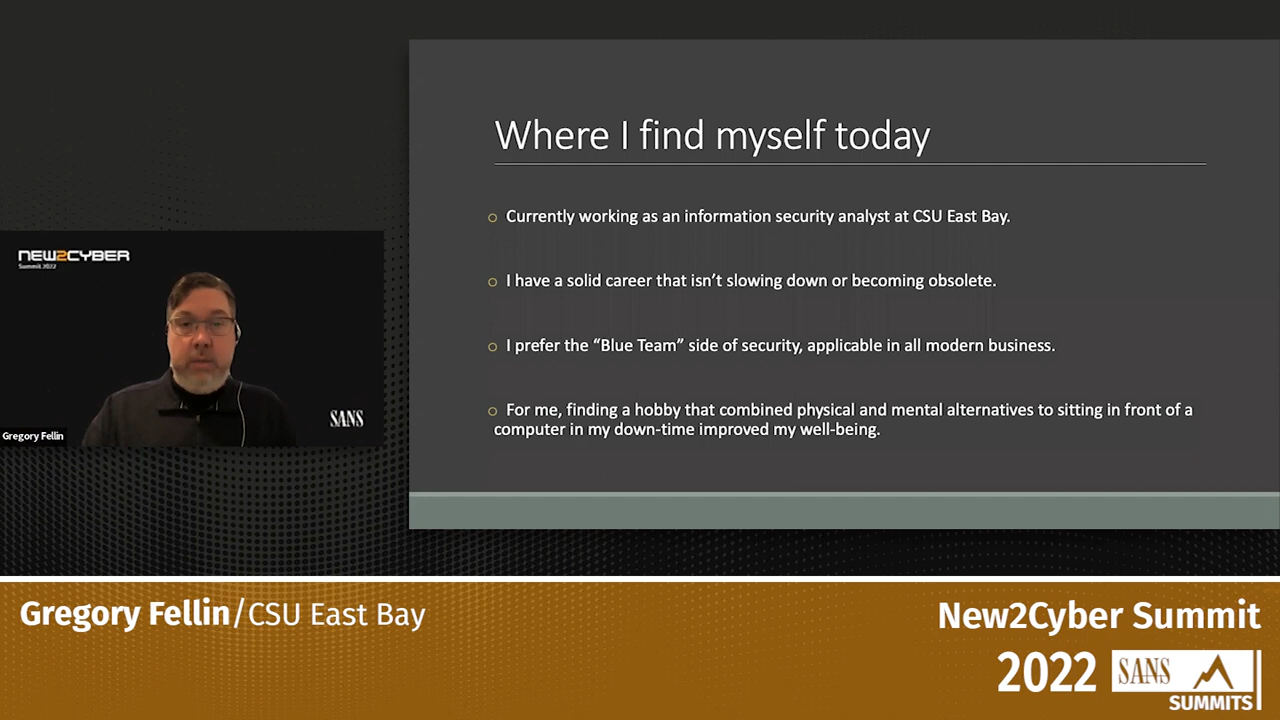 Where I find myself today
Currently working as an information security analyst at CSU East Bay.
I have a solid career that isn't slowing down or becoming obsolete.
I prefer the “Blue Team” side of security, applicable in all modern business.
For me, finding a hobby that combined physical and mental alternatives to sitting in front of a
computer in my down-time improved my well-being.
NEW2CYBER
Summit 2022
SANS
Gregory Fellin
Gregory Fellin/CSU East Bay
New2Cyber Summit
2022
SANS
SUMMITS